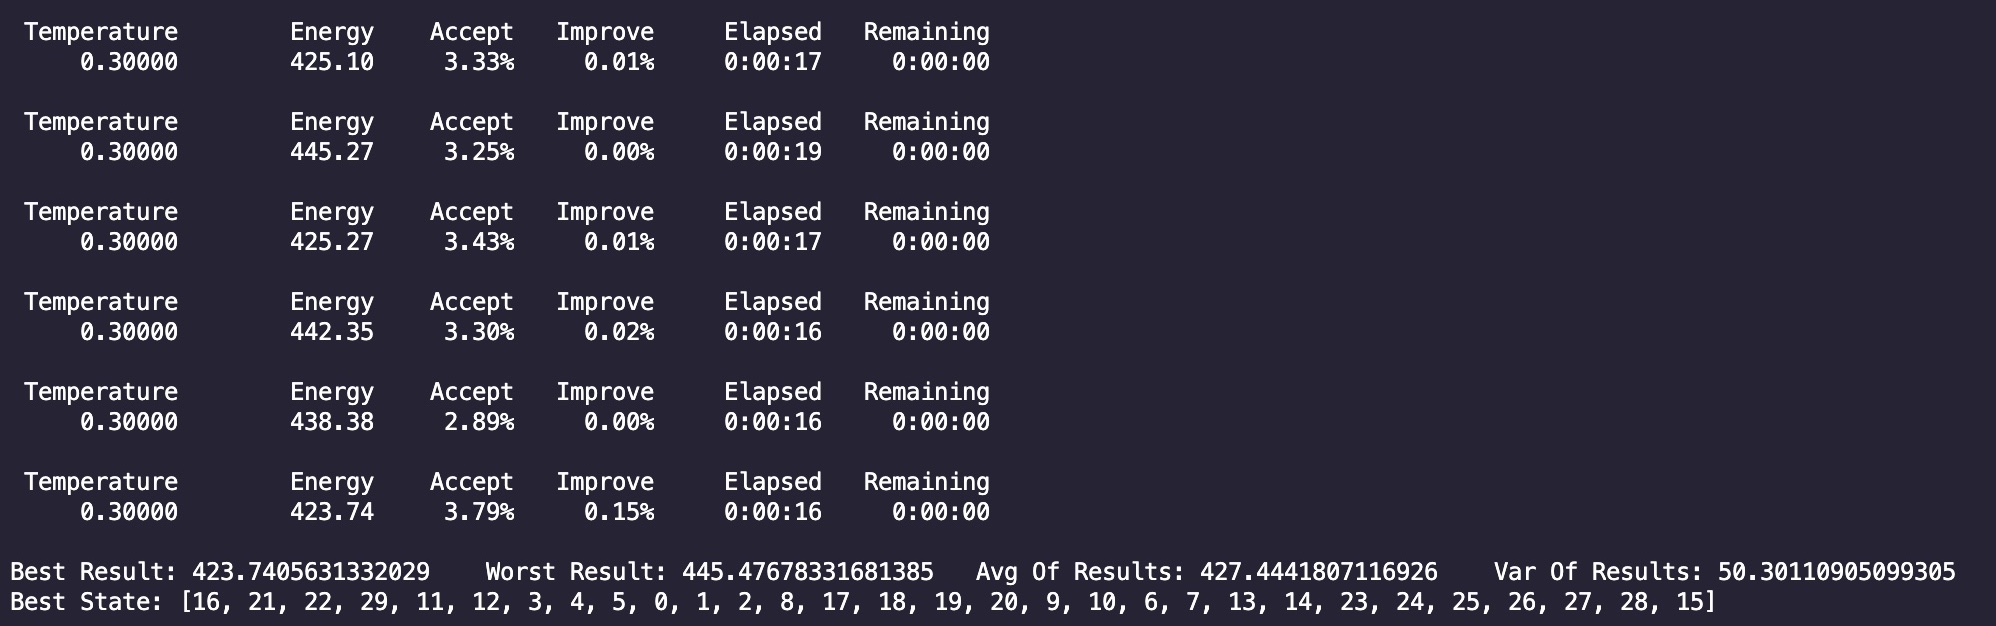 Temperature Energy Accept Improve Elapsed Remaining
0.30000 425.10 3.33% 0.01% 0:00:17 0:00:00
Temperature Energy Accept Improve Elapsed Remaining
0.30000 445.27 3.25% 0.00% 0:00:19 0:00:00
Temperature Energy Accept Improve Elapsed Remaining
0.30000 425.27 3.43% 0.01% 0:00:17 0:00:00
Temperature Energy Accept Improve Elapsed Remaining
0.30000 442.35 3.30% 0.02% 0:00:16 0:00:00
Temperature Energy Accept Improve Elapsed Remaining
0.30000 438.38 2.89% 0.00% 0:00:16 0:00:00
Temperature Energy Accept Improve Elapsed Remaining
0.30000 423.74 3.79% 0.15% 0:00:16 0:00:00
Best Result: 423.7405631332029 Worst Result: 445.47678331681385 Avg Of Results: 427.4441807116926 Var Of Results: 50.30110905099305
Best State: [16, 21, 22, 29, 11, 12, 3, 4, 5, 0, 1, 2, 8, 17, 18, 19, 20, 9, 10, 6, 7, 13, 14, 23, 24, 25, 26, 27, 28, 15]